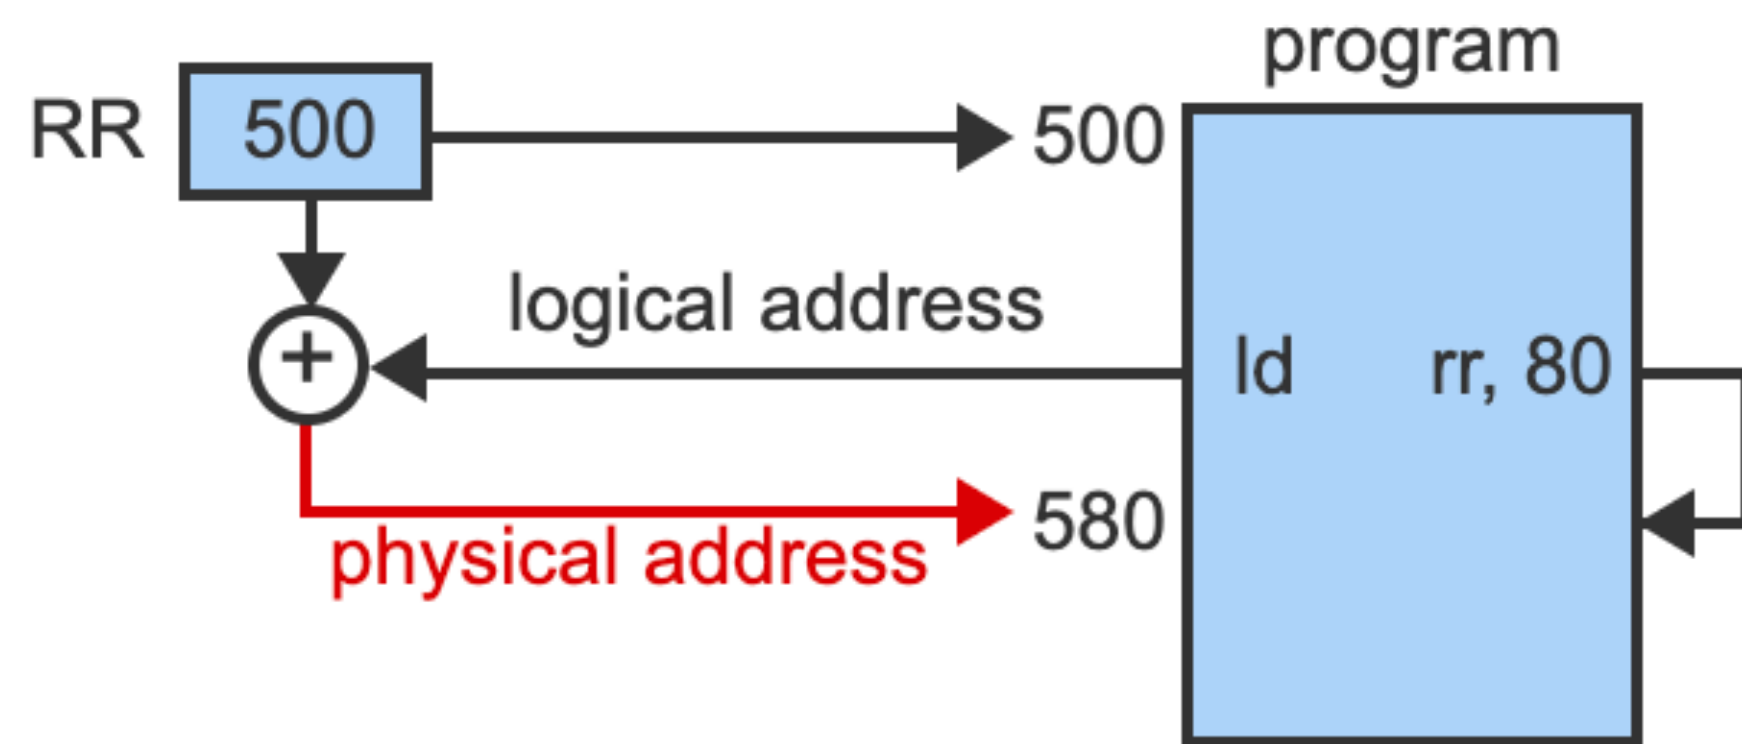 program
RR 500 500
logical address
ld rr, 80
+
580
physical address